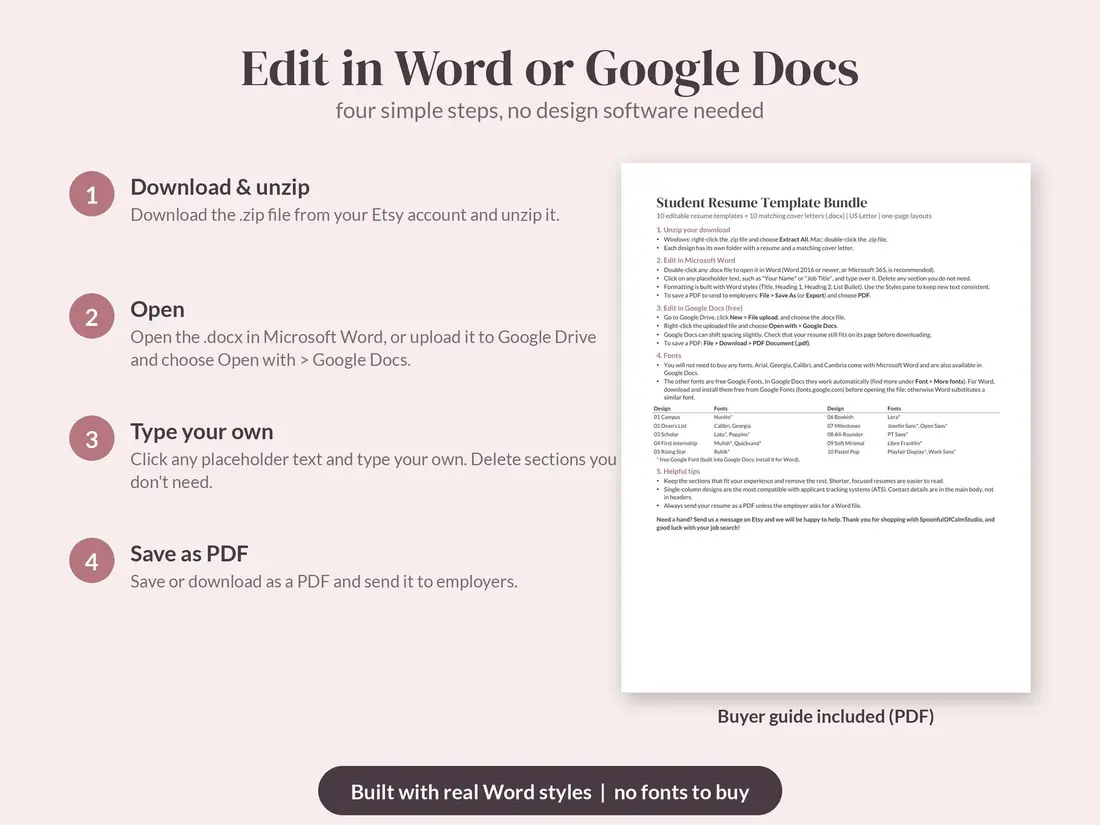 Edit in Word or Google Docs
four simple steps, no design software needed
1
Download & unzip
Download the .zip file from your Etsy account and unzip it.
2
Open
Open the .docx in Microsoft Word, or upload it to Google Drive
and choose Open with > Google Docs.
3
Type your own
Click any placeholder text and type your own. Delete sections you
don't need.
4
Save as PDF
Save or download as a PDF and send it to employers.
Student Resume Template Bundle
10 editable resume templates + 10 matching cover letters (.docx) | US Letter | one-page layouts
1. Unzip your download
• Windows: right-click the .zip file and choose Extract All. Mac: double-click the .zip file.
• Each design has its own folder with a resume and a matching cover letter.
2. Edit in Microsoft Word
• Double-click any .docx file to open it in Word (Word 2016 or newer, or Microsoft 365, is recommended).
• Click on any placeholder text, such as "Your Name" or "Job Title", and type over it. Delete any section you do not need.
• Formatting is built with Word styles (Title, Heading 1, Heading 2, List Bullet). Use the Styles pane to keep new text consistent.
• To save a PDF to send to employers: File > Save As (or Export) and choose PDF.
3. Edit in Google Docs (free)
• Go to Google Drive, click New > File upload, and choose the .docx file.
• Right-click the uploaded file and choose Open with > Google Docs.
• Google Docs can shift spacing slightly. Check that your resume still fits on its page before downloading.
• To save a PDF: File > Download > PDF Document (.pdf).
4. Fonts
• You will not need to buy any fonts. Arial, Georgia, Calibri, and Cambria come with Microsoft Word and are also available in
Google Docs.
• The other fonts are free Google Fonts. In Google Docs they work automatically (find more under Font > More fonts). For Word,
download and install them free from Google Fonts (fonts.google.com) before opening the file; otherwise Word substitutes a
similar font.
Design Fonts Design Fonts
01 Campus Nunito* 06 Bookish Lora*
02 Dean's List Calibri, Georgia 07 Milestones Josefin Sans*, Open Sans*
03 Scholar Lato*, Poppins* 08 All-Rounder PT Sans*
04 First Internship Mulish*, Quicksand* 09 Soft Minimal Libre Franklin*
05 Rising Star Rubik* 10 Pastel Pop Playfair Display*, Work Sans*
* free Google Font (built into Google Docs; install it for Word).
5. Helpful tips
• Keep the sections that fit your experience and remove the rest. Shorter, focused resumes are easier to read.
• Single-column designs are the most compatible with applicant tracking systems (ATS). Contact details are in the main body, not
in headers.
• Always send your resume as a PDF unless the employer asks for a Word file.
Need a hand? Send us a message on Etsy and we will be happy to help. Thank you for shopping with SpoonfulOfCalmStudio, and
good luck with your job search!
Buyer guide included (PDF)
Built with real Word styles | no fonts to buy